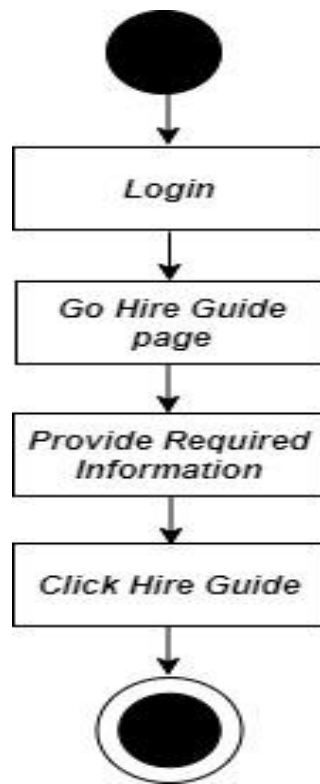 Login
Go Hire Guide
page
Provide Required
Information
Click Hire Guide